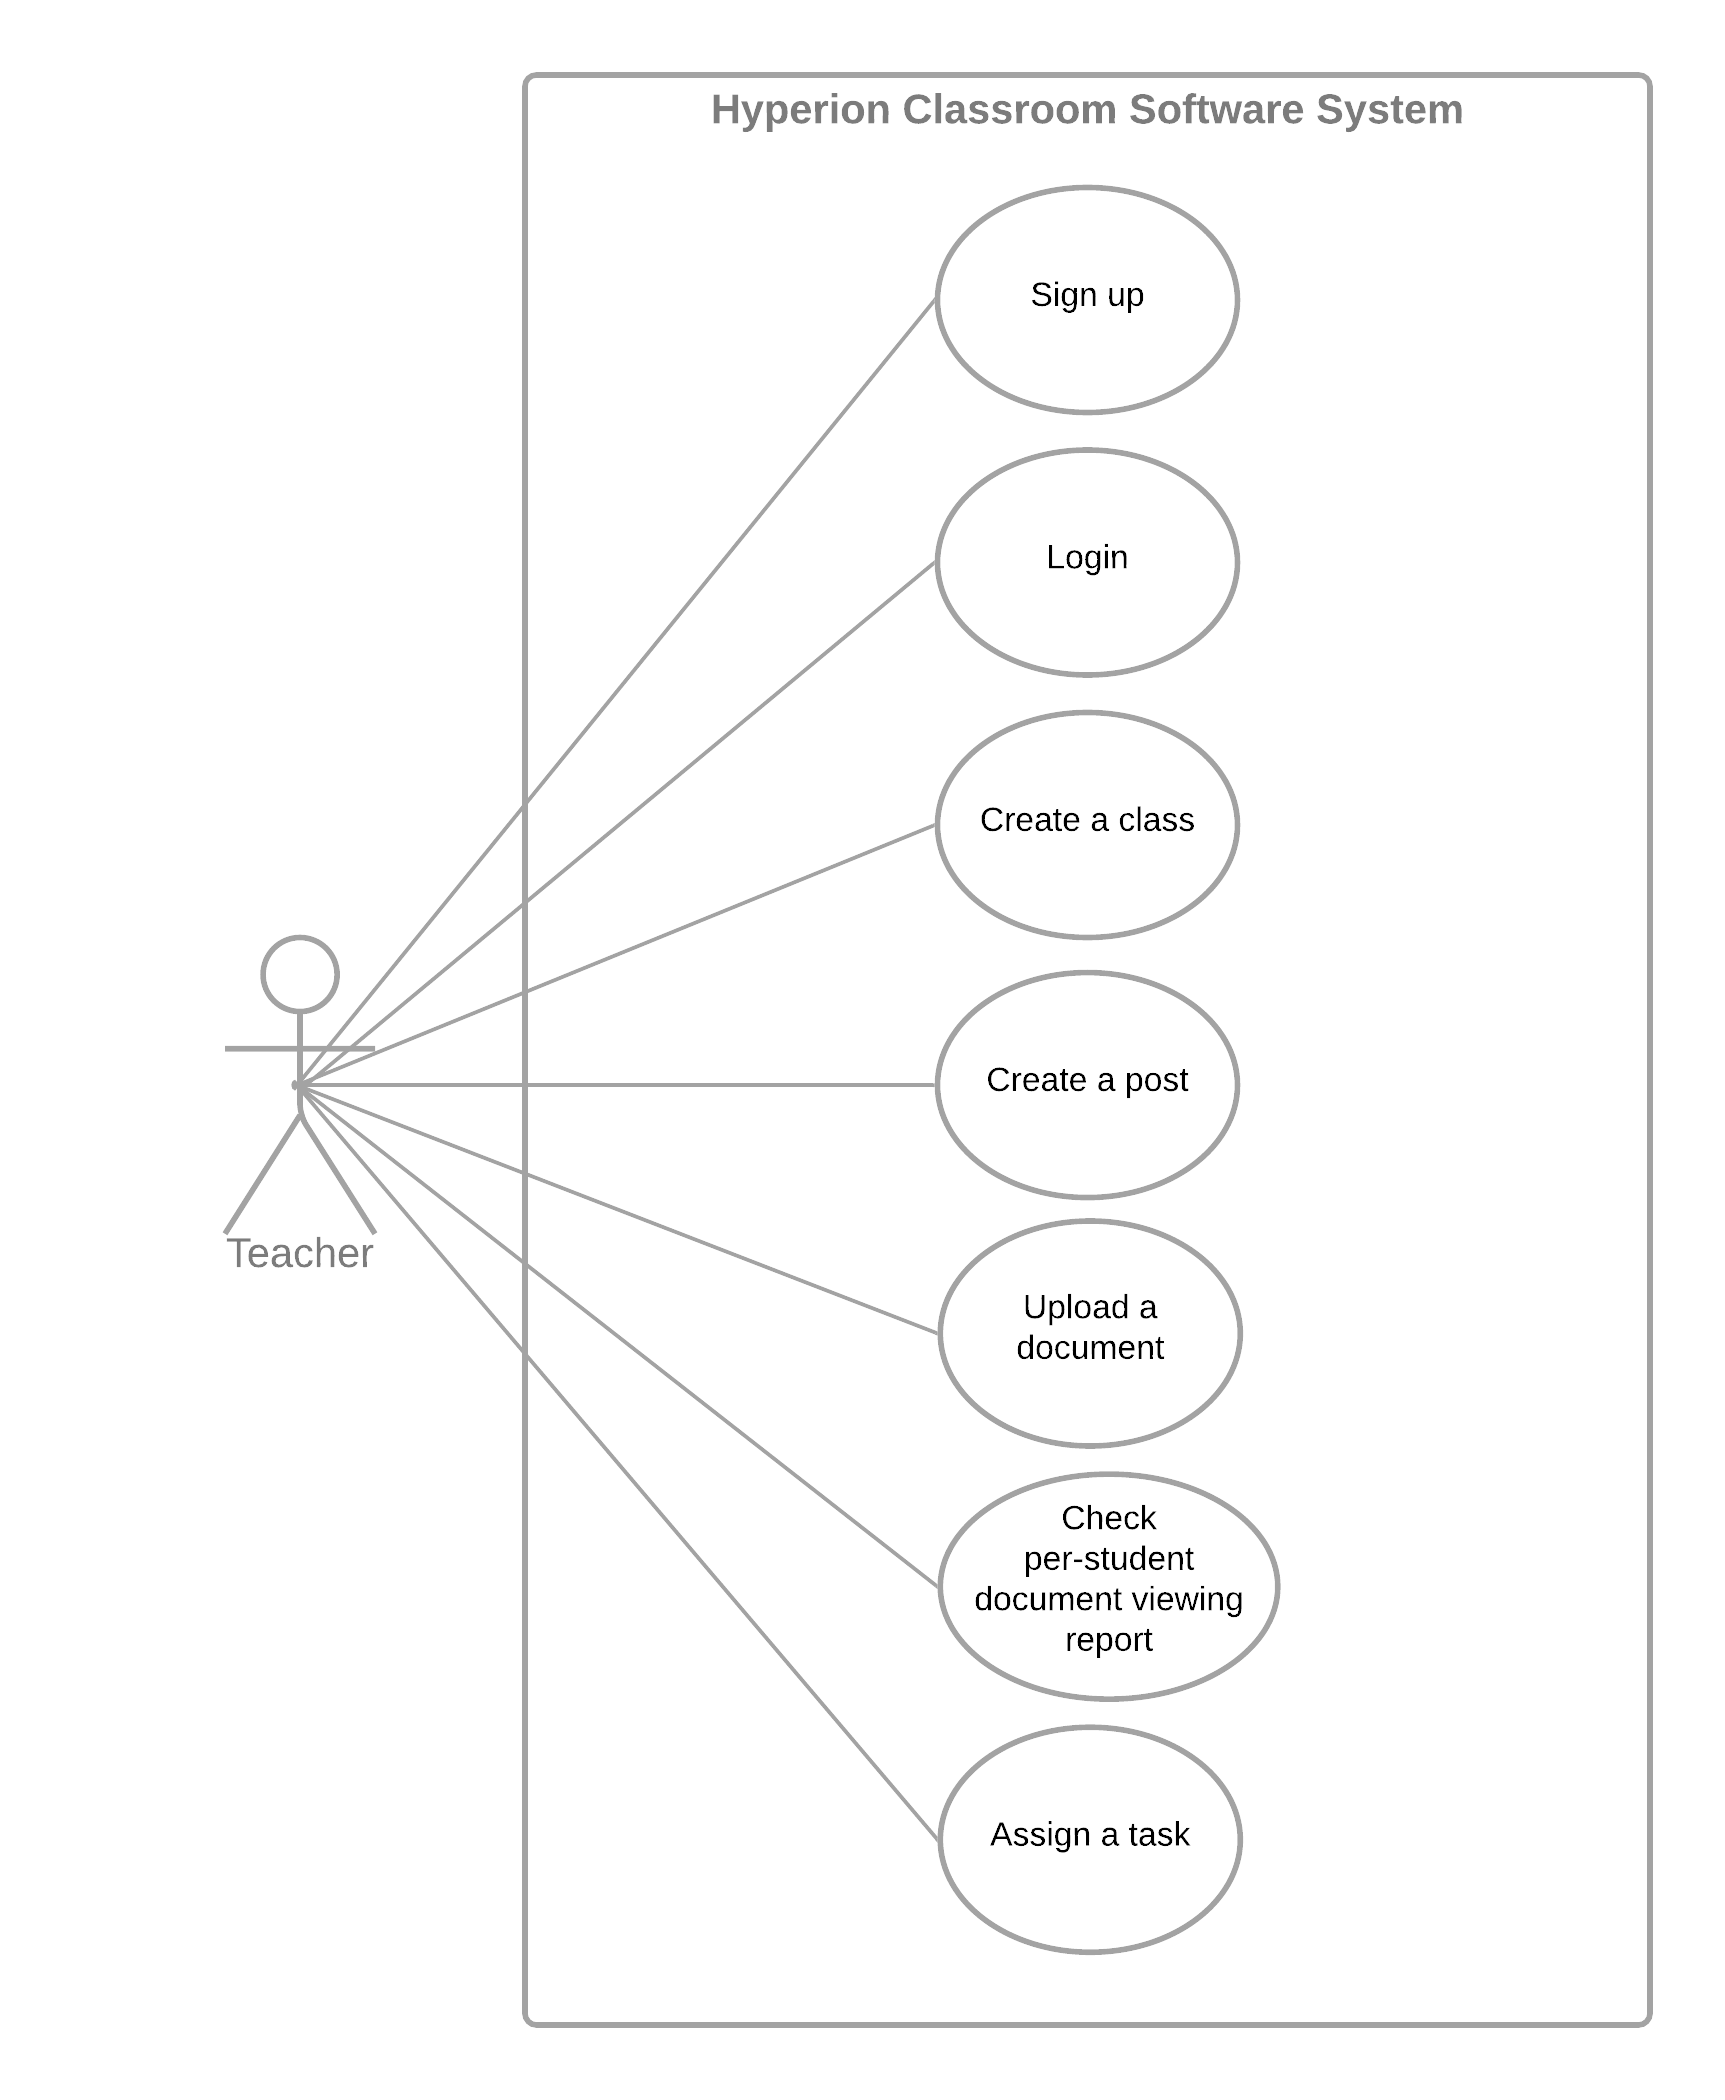 Hyperion Classroom Software System
Sign up
Login
Create a class
Create a post
Teacher
Upload a
document
Check
per-student
document viewing
report
Assign a task